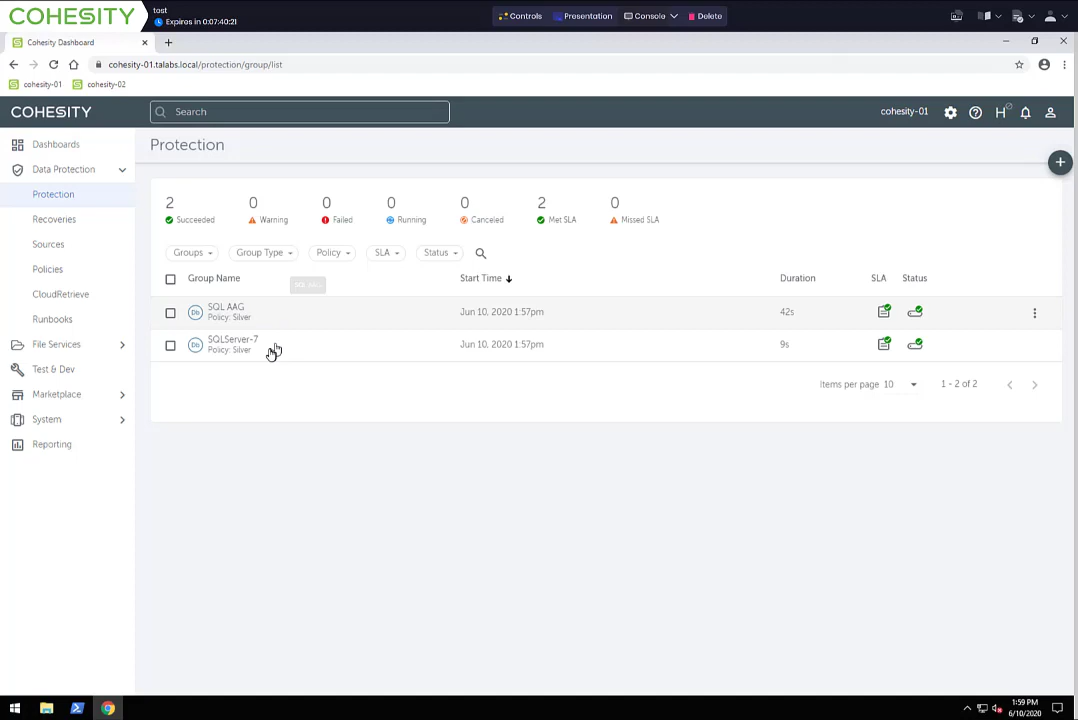 COHESITY
tost
Expires in 0:07:40:21
Controls
Presentation
Console
Delete
Cohesity Dashboard
cohesity-01.talabs.local/protection/group/list
cohesity-01
cohesity-02
COHESITY
Search
cohesity-01
Dashboards
Data Protection
Protection
Recoveries
Sources
Policies
CloudRetrieve
Runbooks
File Services
Test & Dev
Marketplace
System
Reporting
Protection
2 0 0 0 0 2 0
Succeeded Warning Failed Running Canceled Met SLA Missed SLA
Groups Group Type Policy SLA Status
Group Name Start Time Duration SLA Status
SQL AAG
Policy: Silver
Jun 10, 2020 1:57pm 42s
SQLServer-7
Policy: Silver
Jun 10, 2020 1:57pm 9s
Items per page 10 1 - 2 of 2
1:59 PM
6/10/2020